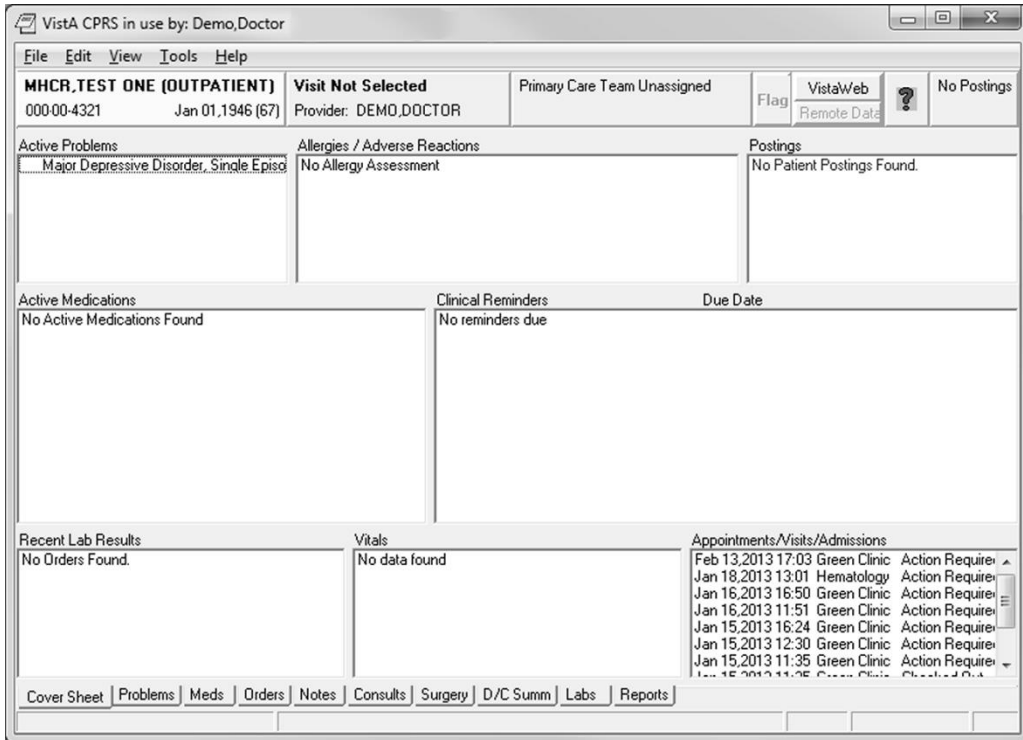 VistA CPRS in use by: Demo,Doctor
File Edit View Tools Help
MHCR,TEST ONE (OUTPATIENT)
000-00-4321 Jan 01,1946 (67)
Visit Not Selected
Provider: DEMO,DOCTOR
Primary Care Team Unassigned
Flag
VistaWeb
Remote Data
?
No Postings
Active Problems
Major Depressive Disorder, Single Episo
Allergies / Adverse Reactions
No Allergy Assessment
Postings
No Patient Postings Found.
Active Medications
No Active Medications Found
Clinical Reminders Due Date
No reminders due
Recent Lab Results
No Orders Found.
Vitals
No data found
Appointments/Visits/Admissions
Feb 13,2013 17:03 Green Clinic Action Require
Jan 18,2013 13:01 Hematology Action Require
Jan 16,2013 16:50 Green Clinic Action Require
Jan 16,2013 11:51 Green Clinic Action Require
Jan 15,2013 16:24 Green Clinic Action Require
Jan 15,2013 12:30 Green Clinic Action Require
Jan 15,2013 11:35 Green Clinic Action Require
Cover Sheet Problems Meds Orders Notes Consults Surgery D/C Summ Labs Reports